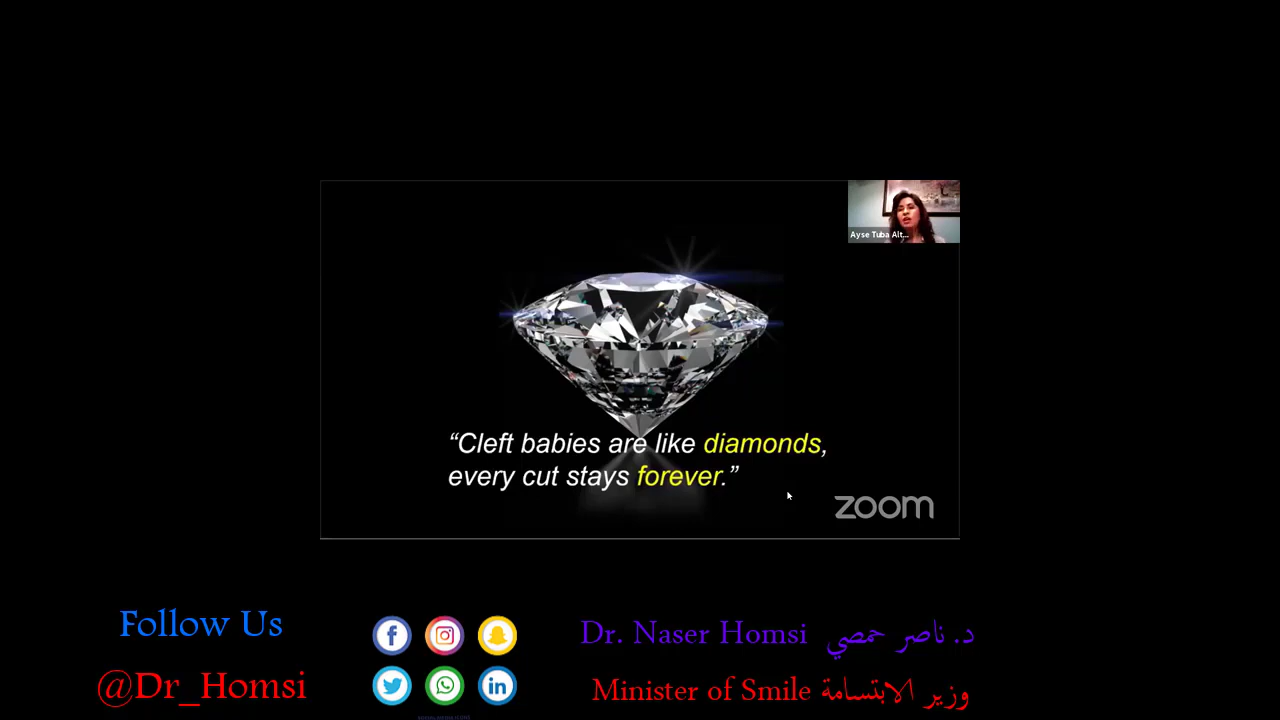 Ayse Tuba Alt...
“Cleft babies are like diamonds,
every cut stays forever.”
zoom
Follow Us
@Dr_Homsi
Dr. Naser Homsi د. ناصر حمصي
Minister of Smile وزير الابتسامة